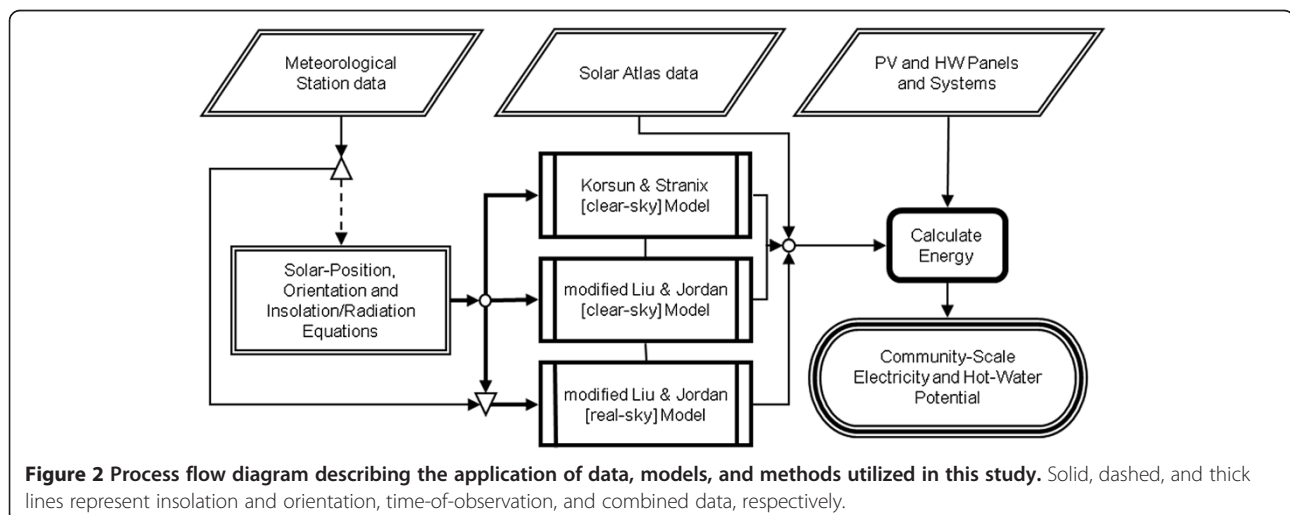 Meteorological
Station data
Solar Atlas data
PV and HW Panels
and Systems
Korsun & Stranix
[clear-sky] Model
Solar-Position,
Orientation and
Insolation/Radiation
Equations
modified Liu & Jordan
[clear-sky] Model
modified Liu & Jordan
[real-sky] Model
Calculate
Energy
Community-Scale
Electricity and Hot-Water
Potential
Figure 2 Process flow diagram describing the application of data, models, and methods utilized in this study. Solid, dashed, and thick
lines represent insolation and orientation, time-of-observation, and combined data, respectively.